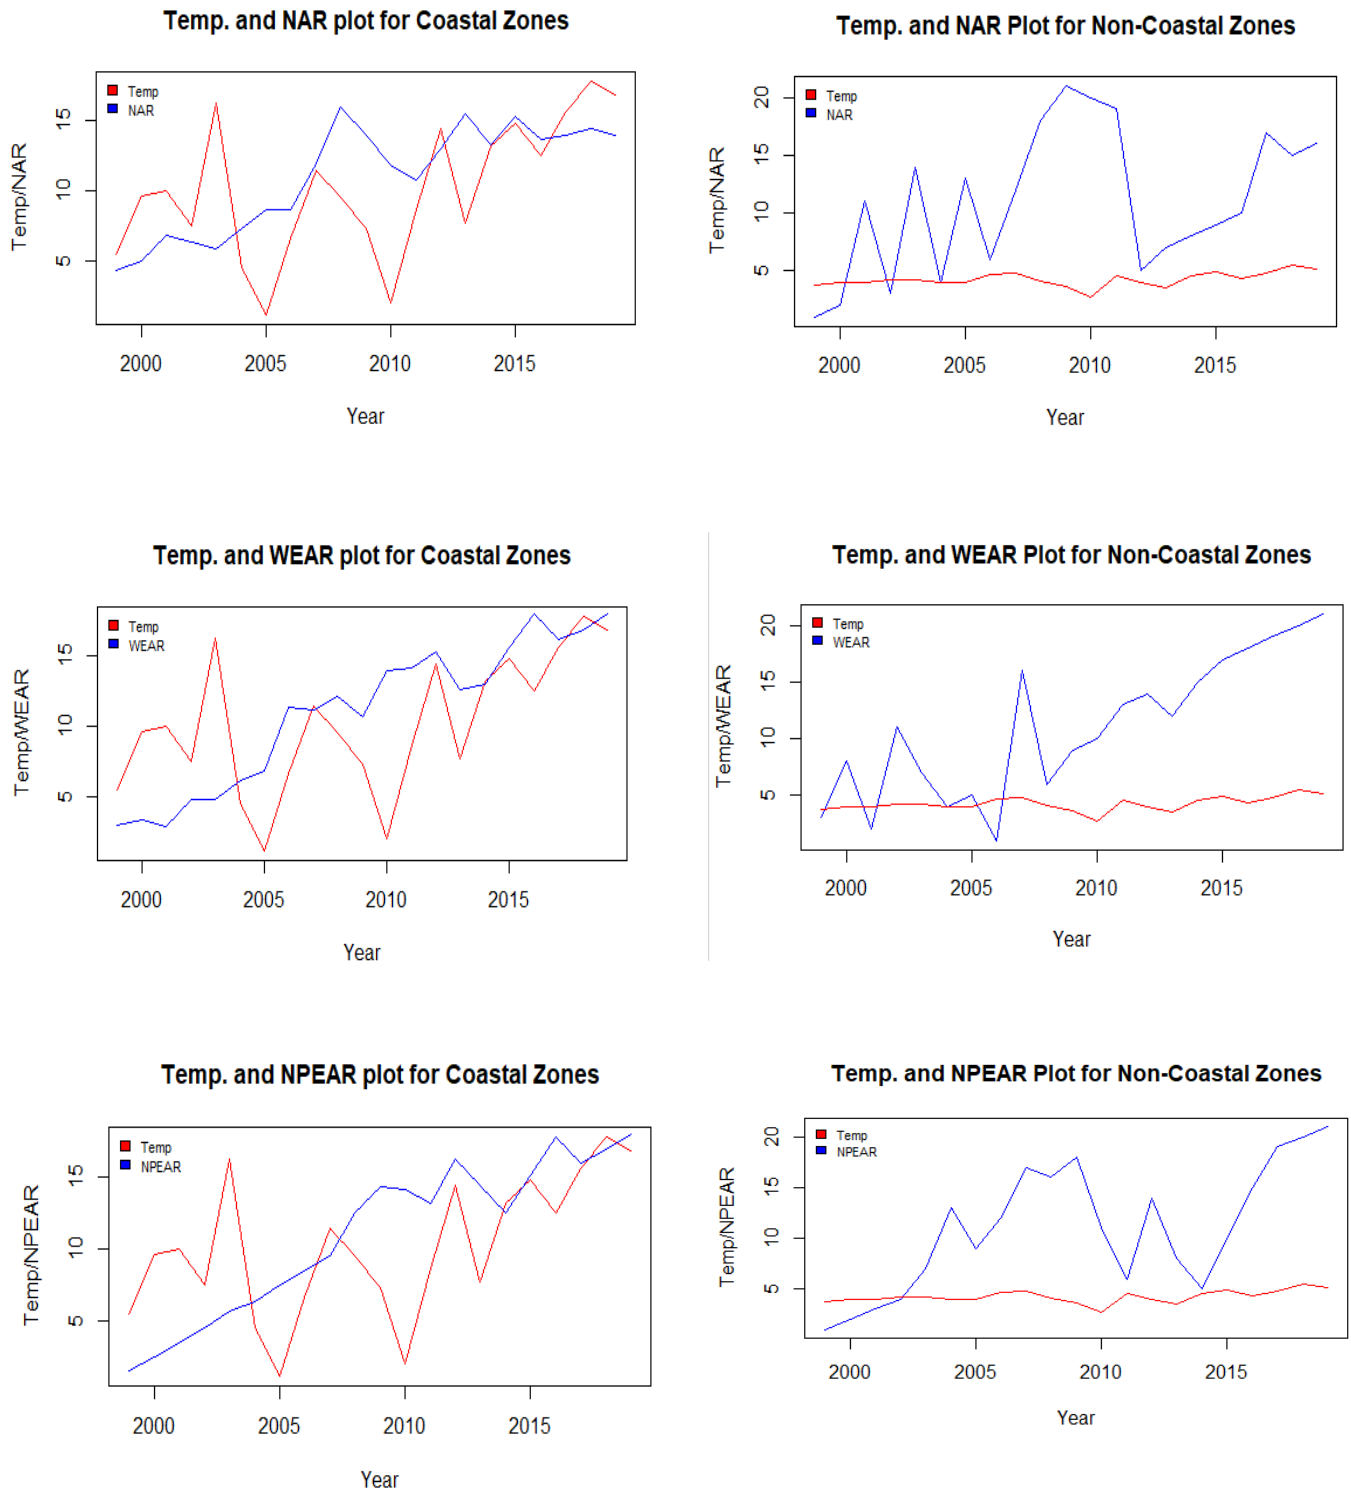 Temp. and NAR plot for Coastal Zones
Temp
NAR
Temp/NAR
15
10
5
2000 2005 2010 2015
Year
Temp. and NAR Plot for Non-Coastal Zones
Temp
NAR
Temp/NAR
20
15
10
5
2000 2005 2010 2015
Year
Temp. and WEAR plot for Coastal Zones
Temp
WEAR
Temp/WEAR
15
10
5
2000 2005 2010 2015
Year
Temp. and WEAR Plot for Non-Coastal Zones
Temp
WEAR
Temp/WEAR
20
15
10
5
2000 2005 2010 2015
Year
Temp. and NPEAR plot for Coastal Zones
Temp
NPEAR
Temp/NPEAR
15
10
5
2000 2005 2010 2015
Year
Temp. and NPEAR Plot for Non-Coastal Zones
Temp
NPEAR
Temp/NPEAR
20
15
10
5
2000 2005 2010 2015
Year